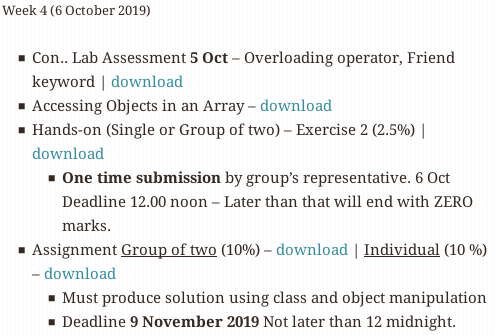 Week 4 (6 October 2019)
Con.. Lab Assessment 5 Oct – Overloading operator, Friend
keyword | download
Accessing Objects in an Array – download
Hands-on (Single or Group of two) – Exercise 2 (2.5%) |
download
One time submission by group's representative. 6 Oct
Deadline 12.00 noon – Later than that will end with ZERO
marks.
Assignment Group of two (10%) – download | Individual (10 %)
– download
Must produce solution using class and object manipulation
Deadline 9 November 2019 Not later than 12 midnight.